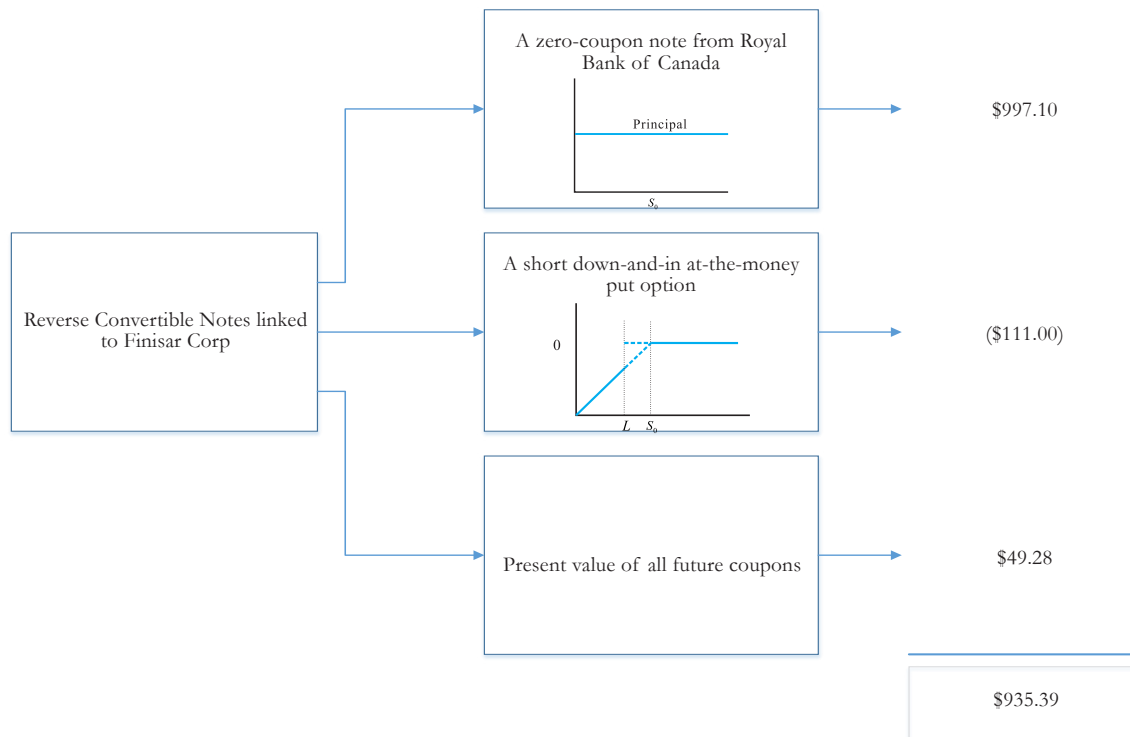 A zero-coupon note from Royal
Bank of Canada
Principal
S₀
$997.10
Reverse Convertible Notes linked
to Finisar Corp
A short down-and-in at-the-money
put option
0
L S₀
($111.00)
Present value of all future coupons
$49.28
$935.39